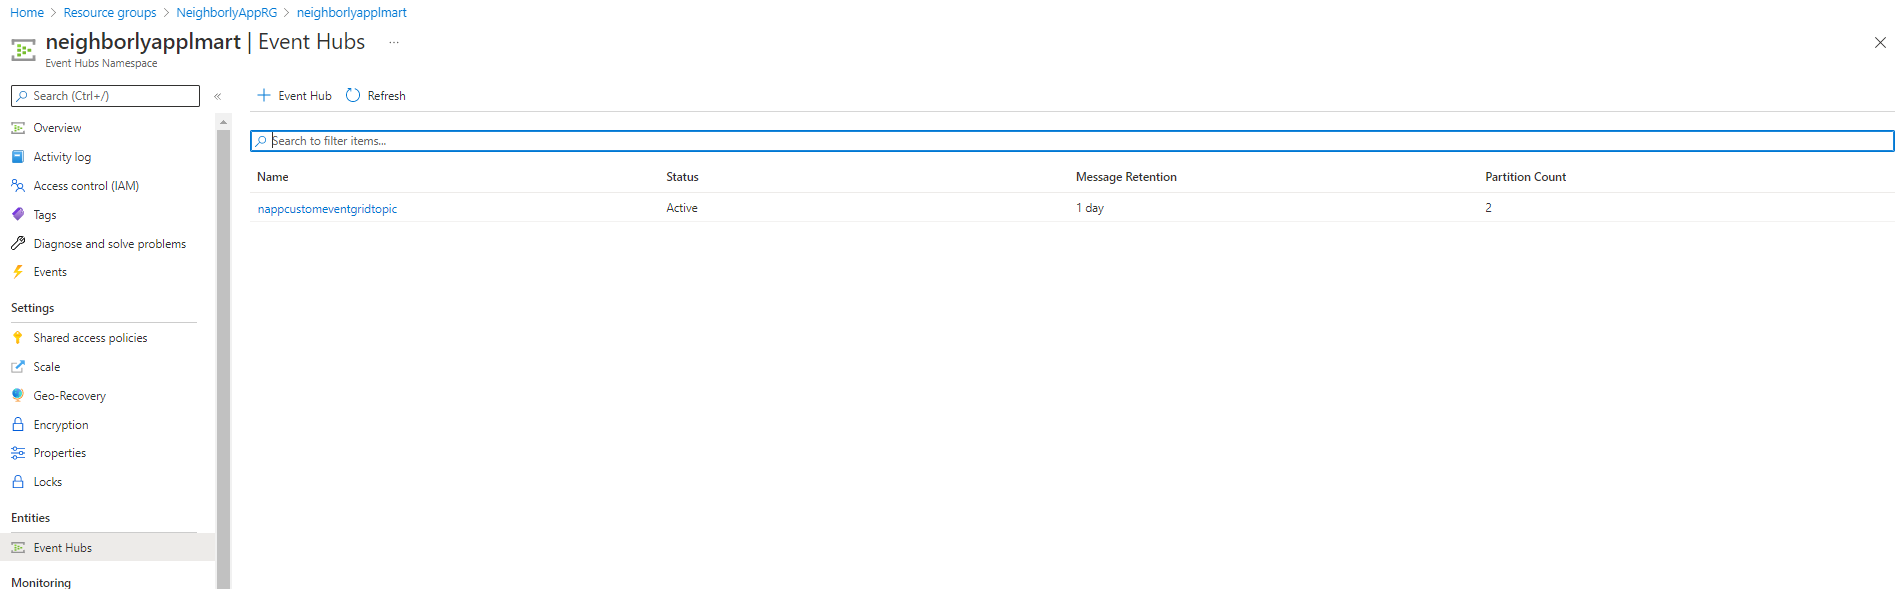 Home > Resource groups > NeighborlyAppRG > neighborlyapplmart
neighborlyapplmart | Event Hubs ...
Event Hubs Namespace
Search (Ctrl+/) «
+ Event Hub Refresh
Search to filter items...
Overview
Activity log
Access control (IAM)
Tags
Diagnose and solve problems
Events
Settings
Shared access policies
Scale
Geo-Recovery
Encryption
Properties
Locks
Entities
Event Hubs
Monitoring
Name Status Message Retention Partition Count
nappcustomeventgridtopic Active 1 day 2